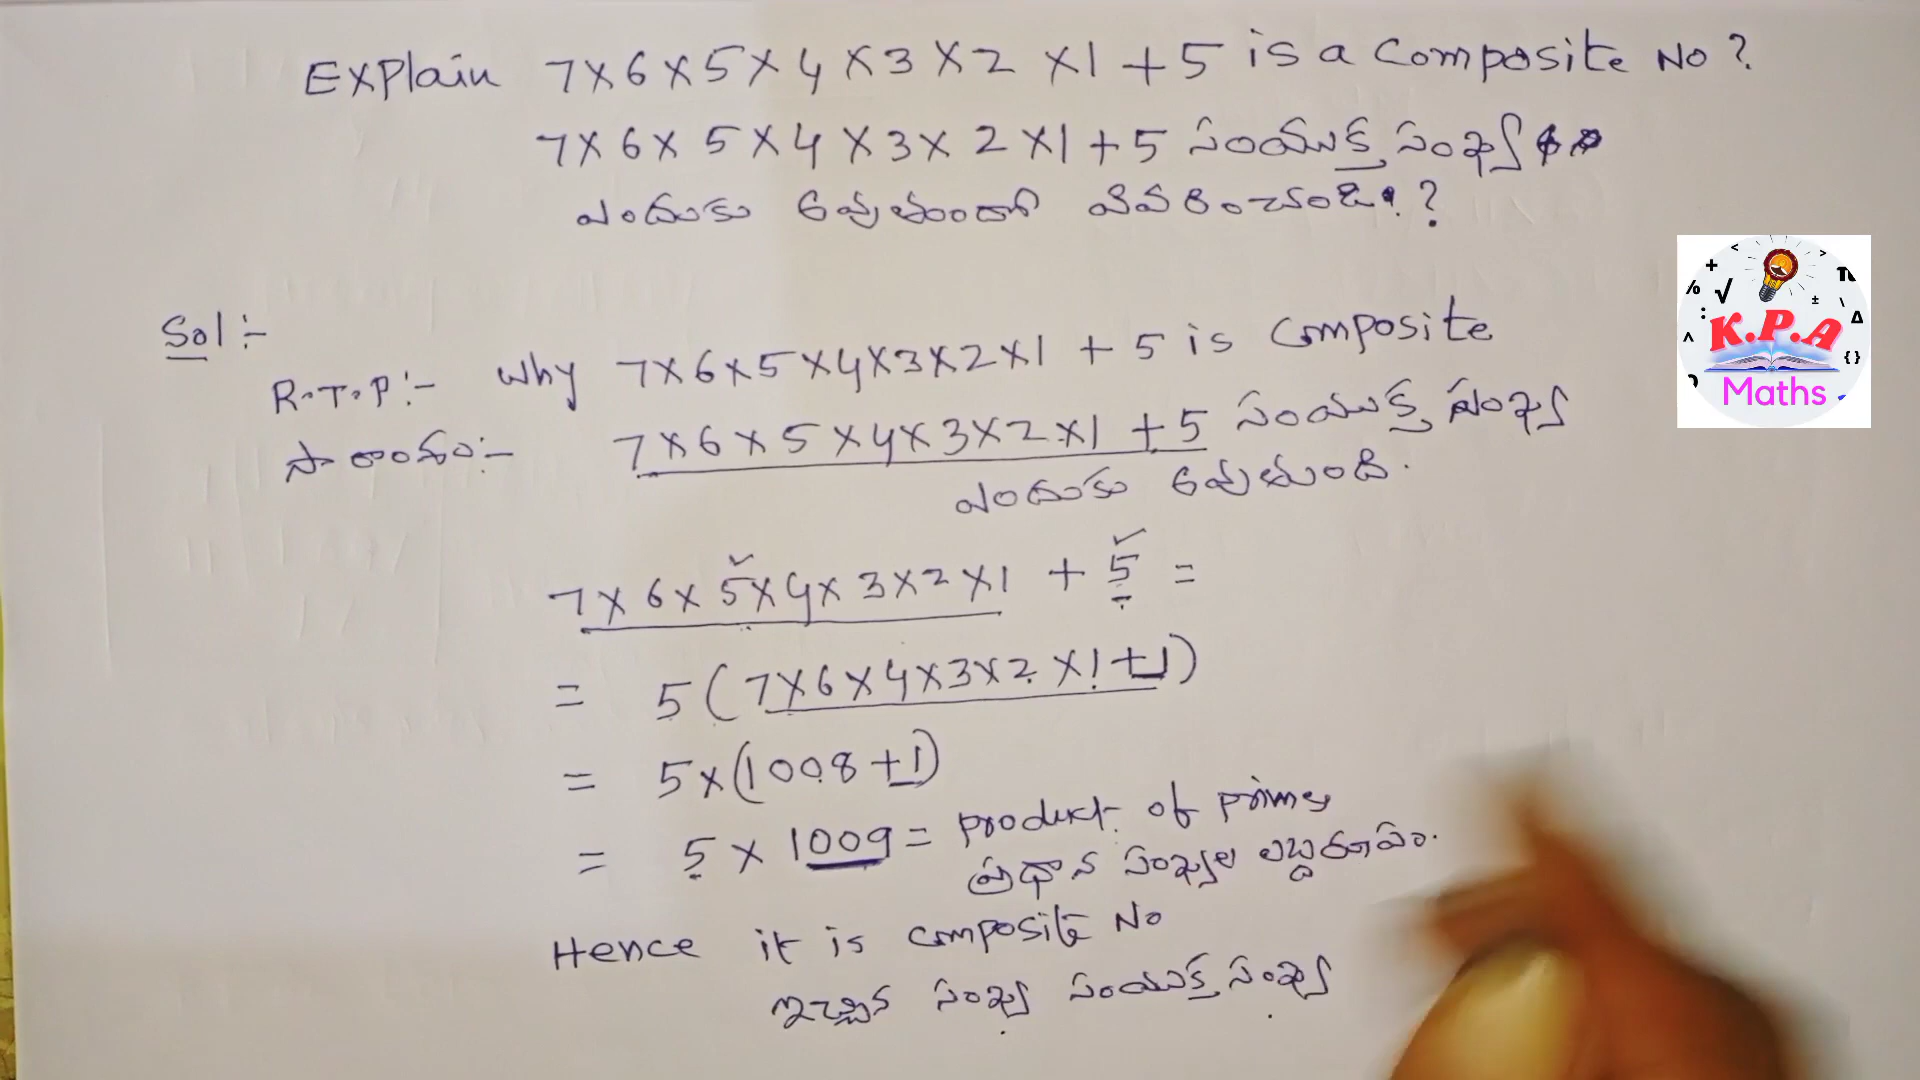 Explain 7×6×5×4×3×2×1+5 is a Composite No?
7×6×5×4×3×2×1+5 సంయుక్త సంఖ్య
ఎందుకు అవుతుందో వివరించండి.?
Sol:-
R.T.P:- Why 7×6×5×4×3×2×1 + 5 is Composite
సారాంశం:- 7×6×5×4×3×2×1 +5 సంయుక్త సంఖ్య
ఎందుకు అవుతుంది.
7×6×5×4×3×2×1 + 5 =
= 5(7×6×4×3×2×1+1)
= 5×(1008+1)
= 5 × 1009 = product of primes
ప్రధాన సంఖ్యల లబ్దరూపం.
Hence it is composite No
ఇచ్చిన సంఖ్య సంయుక్త సంఖ్య
K.P.A
Maths